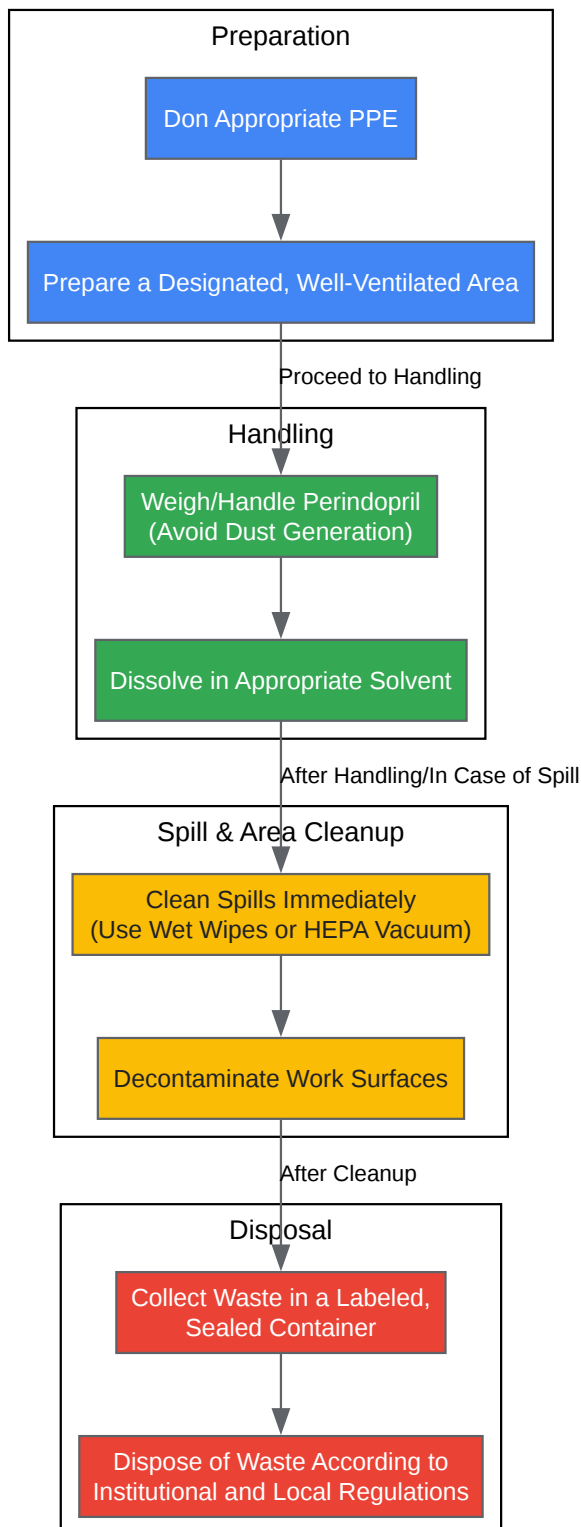 Preparation
Don Appropriate PPE
Prepare a Designated, Well-Ventilated Area
Proceed to Handling
Handling
Weigh/Handle Perindopril
(Avoid Dust Generation)
Dissolve in Appropriate Solvent
After Handling/In Case of Spill
Spill & Area Cleanup
Clean Spills Immediately
(Use Wet Wipes or HEPA Vacuum)
Decontaminate Work Surfaces
After Cleanup
Disposal
Collect Waste in a Labeled,
Sealed Container
Dispose of Waste According to
Institutional and Local Regulations